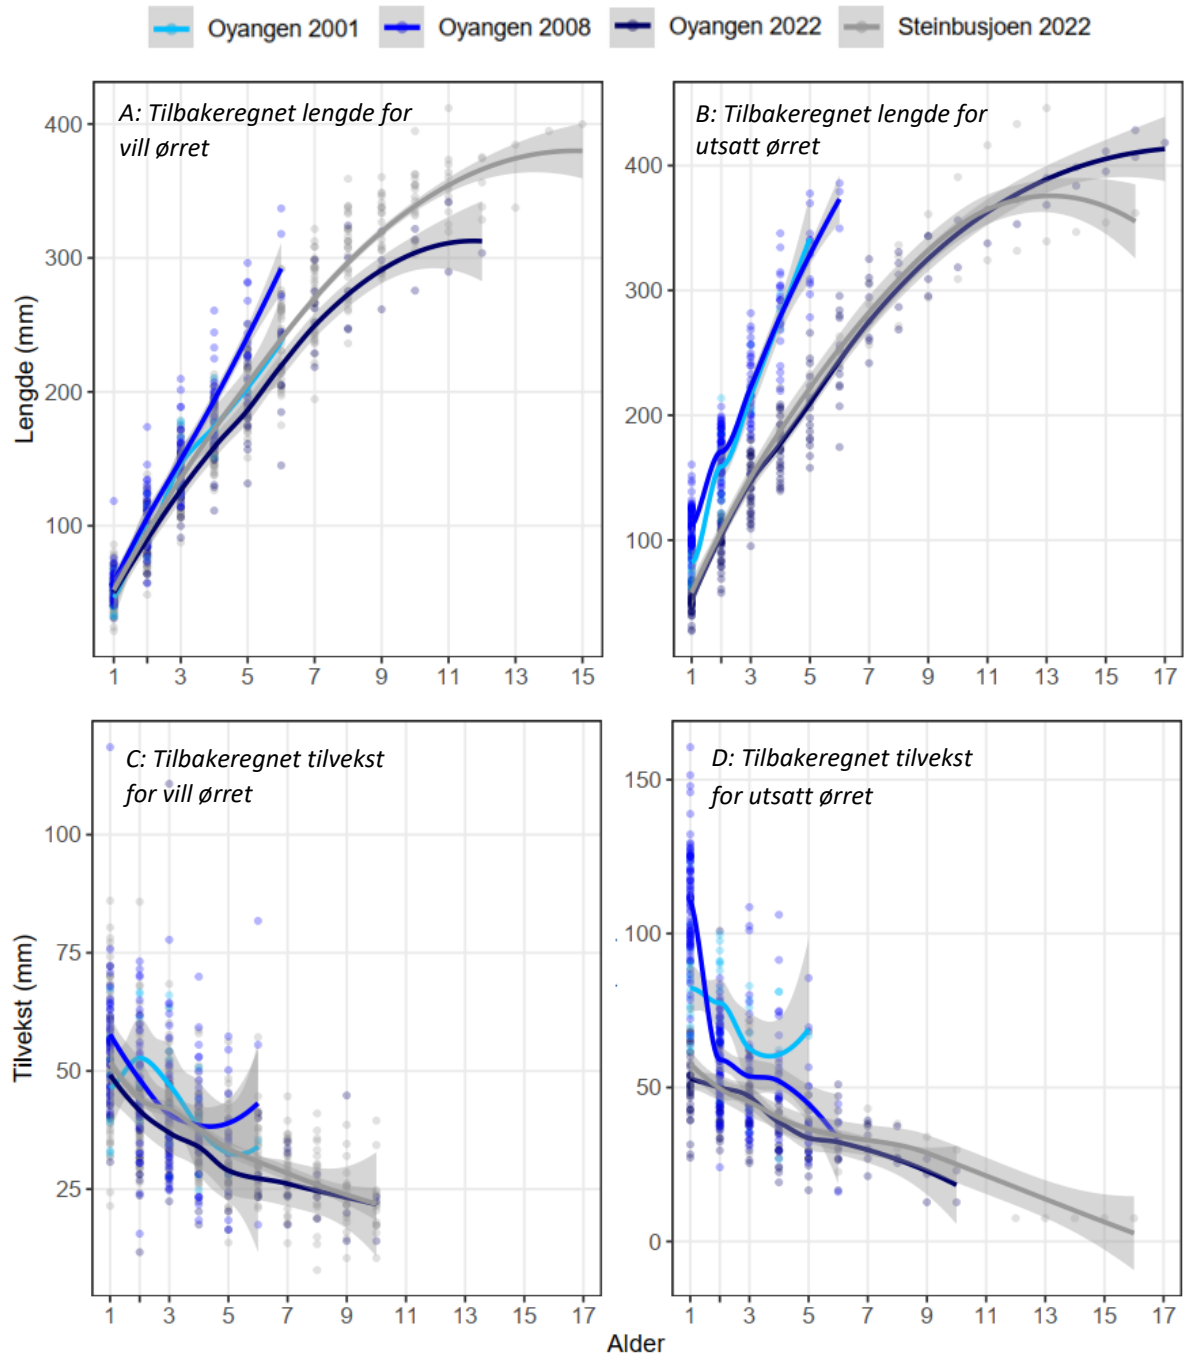 Oyangen 2001 Oyangen 2008 Oyangen 2022 Steinbusjoen 2022
A: Tilbakeregnet lengde for
vill ørret
400
300
200
100
1 3 5 7 9 11 13 15
B: Tilbakeregnet lengde for
utsatt ørret
400
300
200
100
1 3 5 7 9 11 13 15 17
Lengde (mm)
C: Tilbakeregnet tilvekst
for vill ørret
100
75
50
25
1 3 5 7 9 11 13 15 17
D: Tilbakeregnet tilvekst
for utsatt ørret
150
100
50
0
1 3 5 7 9 11 13 15 17
Tilvekst (mm)
Alder